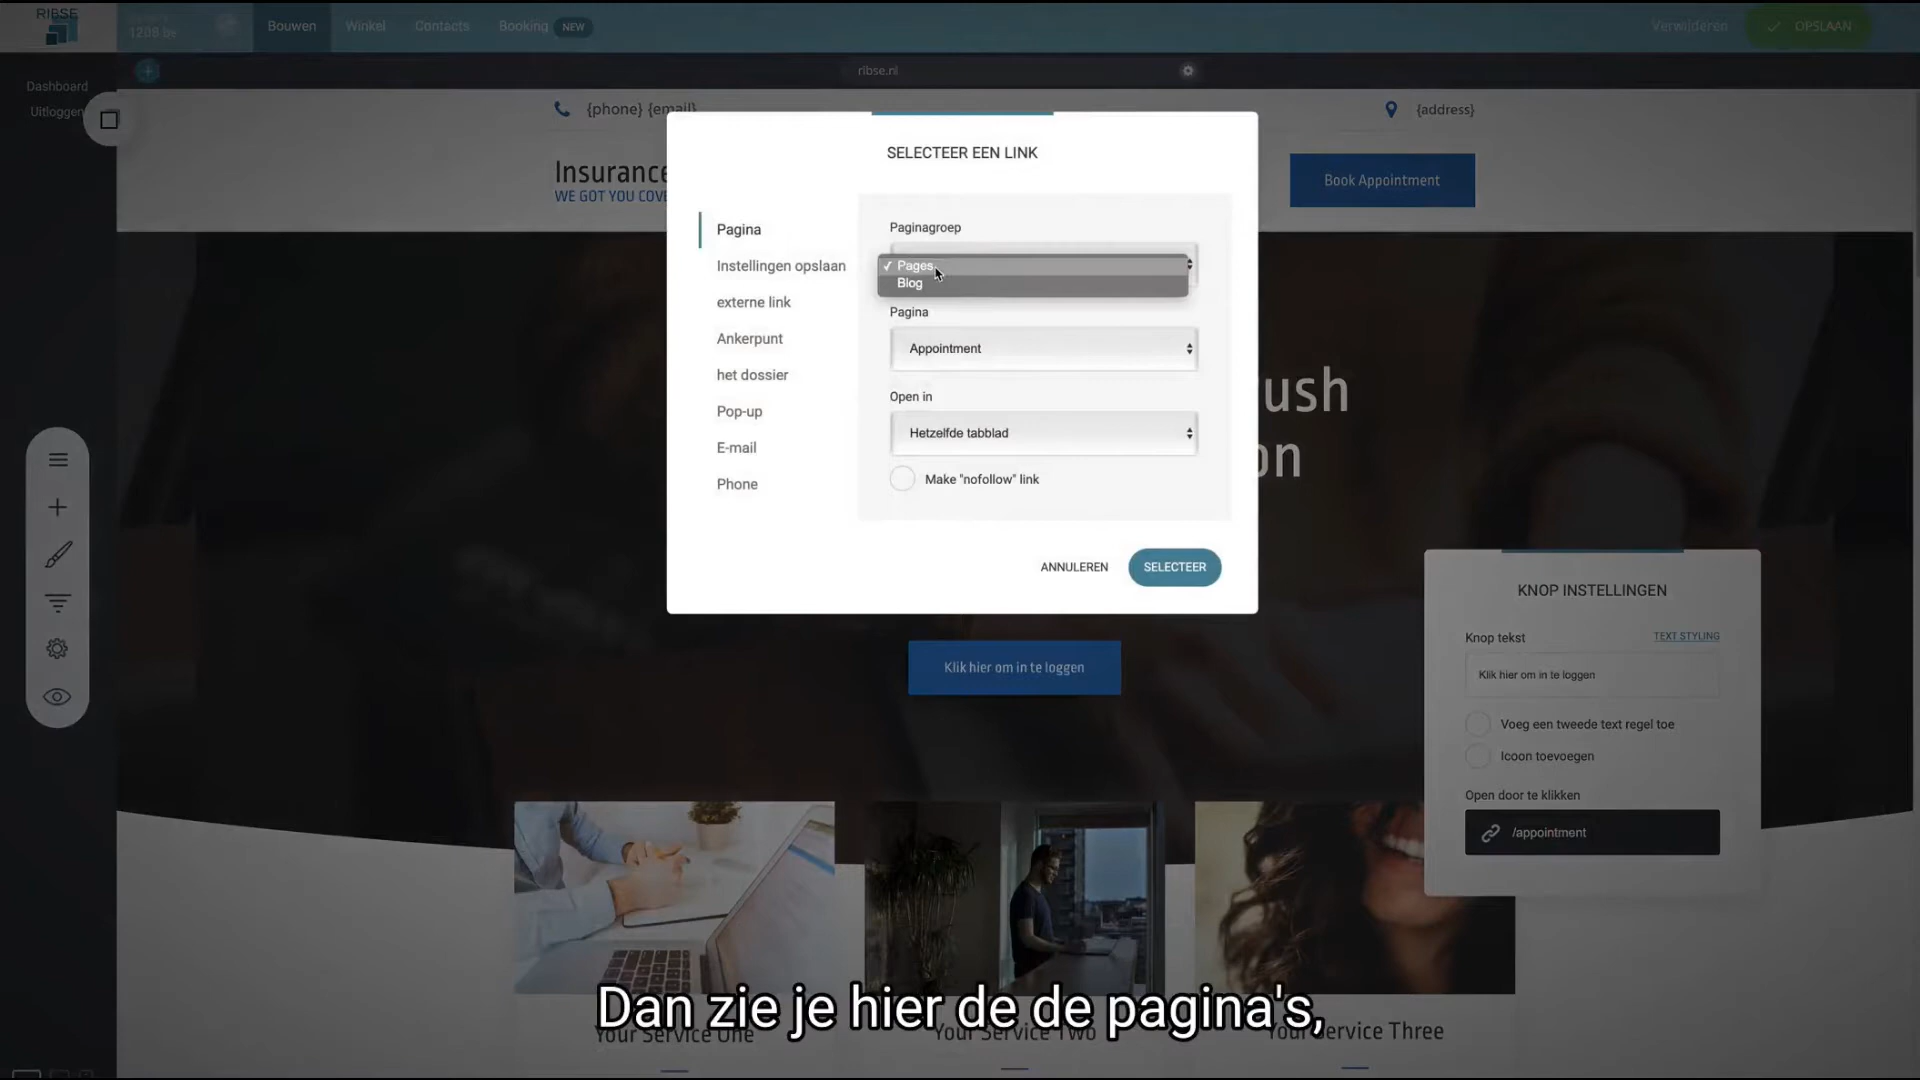 RIBSE
1208 bv
Bouwen
Winkel
Contacts
Booking NEW
Verwijderen
OPSLAAN
ribse.nl
Dashboard
Uitloggen
{phone} {email}
{address}
Insurance
WE GOT YOU COVE
Book Appointment
SELECTEER EEN LINK
Pagina
Instellingen opslaan
externe link
Ankerpunt
het dossier
Pop-up
E-mail
Phone
Paginagroep
✓ Pages
Blog
Pagina
Appointment
Open in
Hetzelfde tabblad
Make "nofollow" link
ANNULEREN
SELECTEER
ush
on
Klik hier om in te loggen
KNOP INSTELLINGEN
Knop tekst
TEXT STYLING
Klik hier om in te loggen
Voeg een tweede text regel toe
Icoon toevoegen
Open door te klikken
/appointment
Dan zie je hier de de pagina's,
Your Service One
Your Service Two
Your Service Three